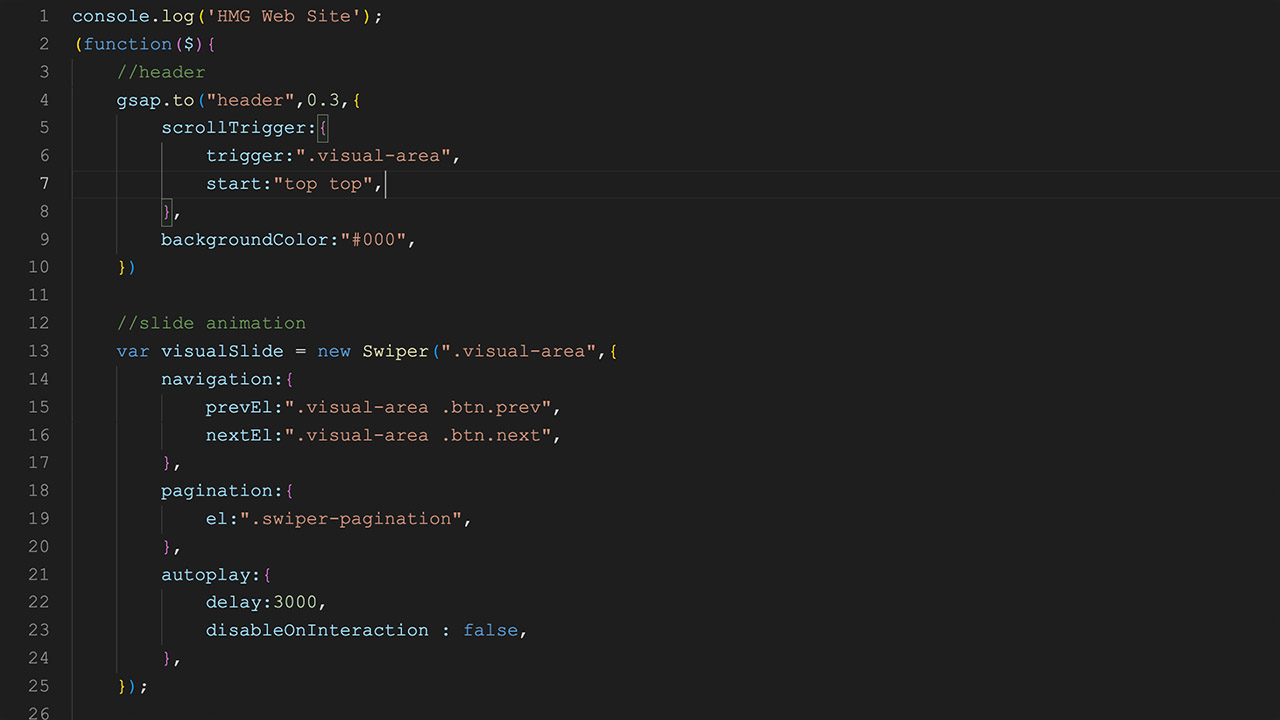 1 console.log('HMG Web Site');
2 (function($){
3 //header
4 gsap.to("header",0.3,{
5 scrollTrigger:{
6 trigger:".visual-area",
7 start:"top top",
8 },
9 backgroundColor:"#000",
10 })
11
12 //slide animation
13 var visualSlide = new Swiper(".visual-area",{
14 navigation:{
15 prevEl:".visual-area .btn.prev",
16 nextEl:".visual-area .btn.next",
17 },
18 pagination:{
19 el:".swiper-pagination",
20 },
21 autoplay:{
22 delay:3000,
23 disableOnInteraction : false,
24 },
25 });
26